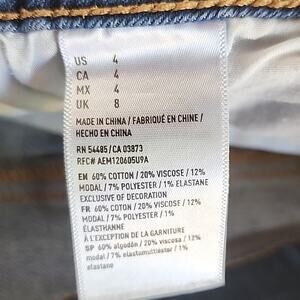 US 4
CA 4
MX 4
UK 8
MADE IN CHINA / FABRIQUÉ EN CHINE /
HECHO EN CHINA
RN 54485/CA 03873
RFC# AEM120605U9A
EN 60% COTTON / 20% VISCOSE / 12%
MODAL / 7% POLYESTER / 1% ELASTANE
EXCLUSIVE OF DECORATION
FR 60% COTON / 20% VISCOSE / 12%
MODAL / 7% POLYESTER / 1%
ÉLASTHANNE
À L'EXCEPTION DE LA GARNITURE
SP 60% algodón / 20% viscosa / 12%
modal / 7% elastomultiester / 1%
elastane